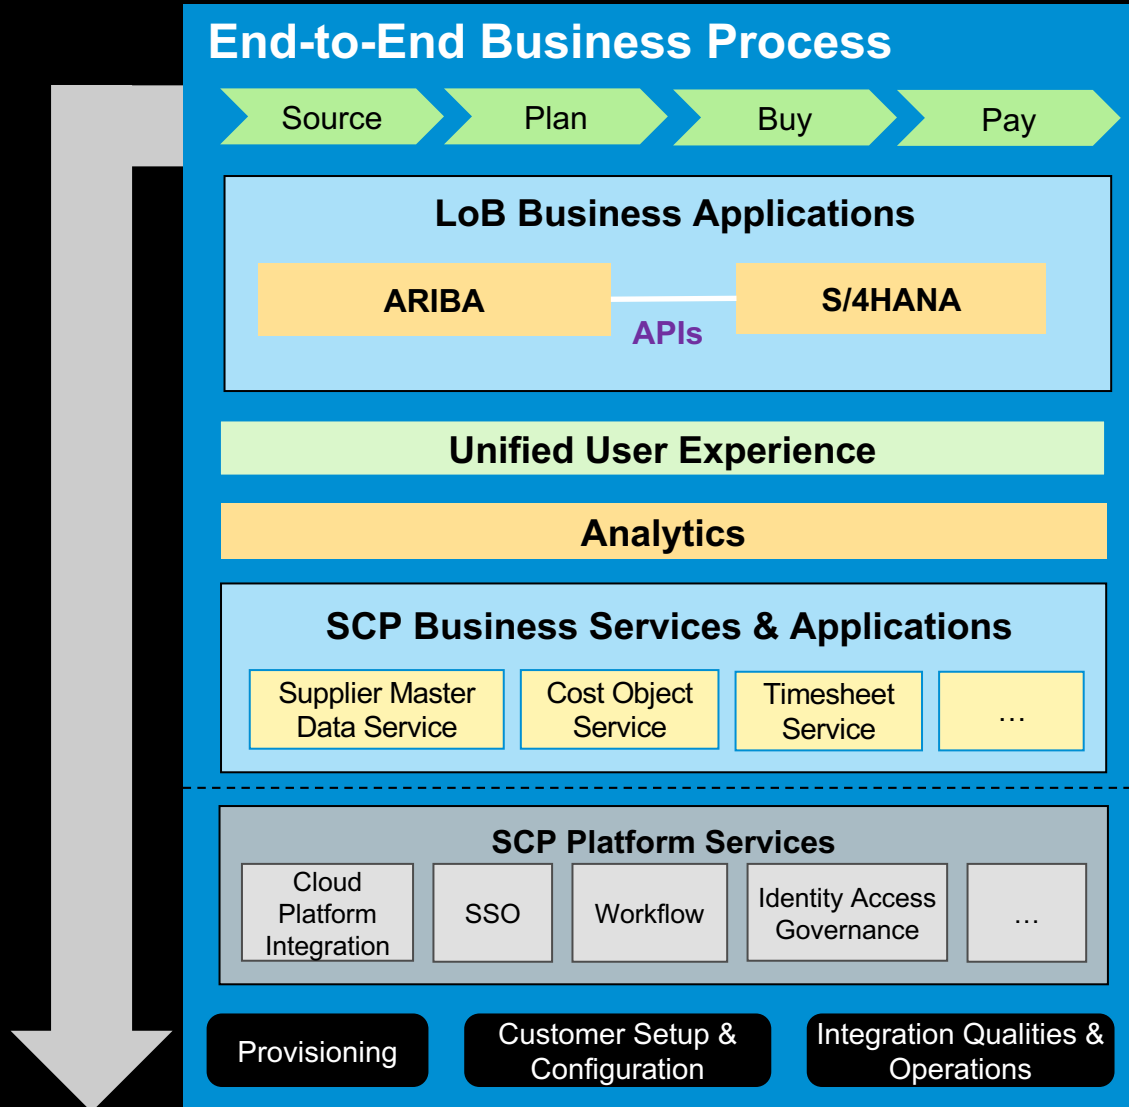 End-to-End Business Process
Source
Plan
Buy
Pay
LoB Business Applications
ARIBA
S/4HANA
APIs
Unified User Experience
Analytics
SCP Business Services & Applications
Supplier Master
Data Service
Cost Object
Service
Timesheet
Service
…
SCP Platform Services
Cloud
Platform
Integration
SSO
Workflow
Identity Access
Governance
…
Provisioning
Customer Setup &
Configuration
Integration Qualities &
Operations